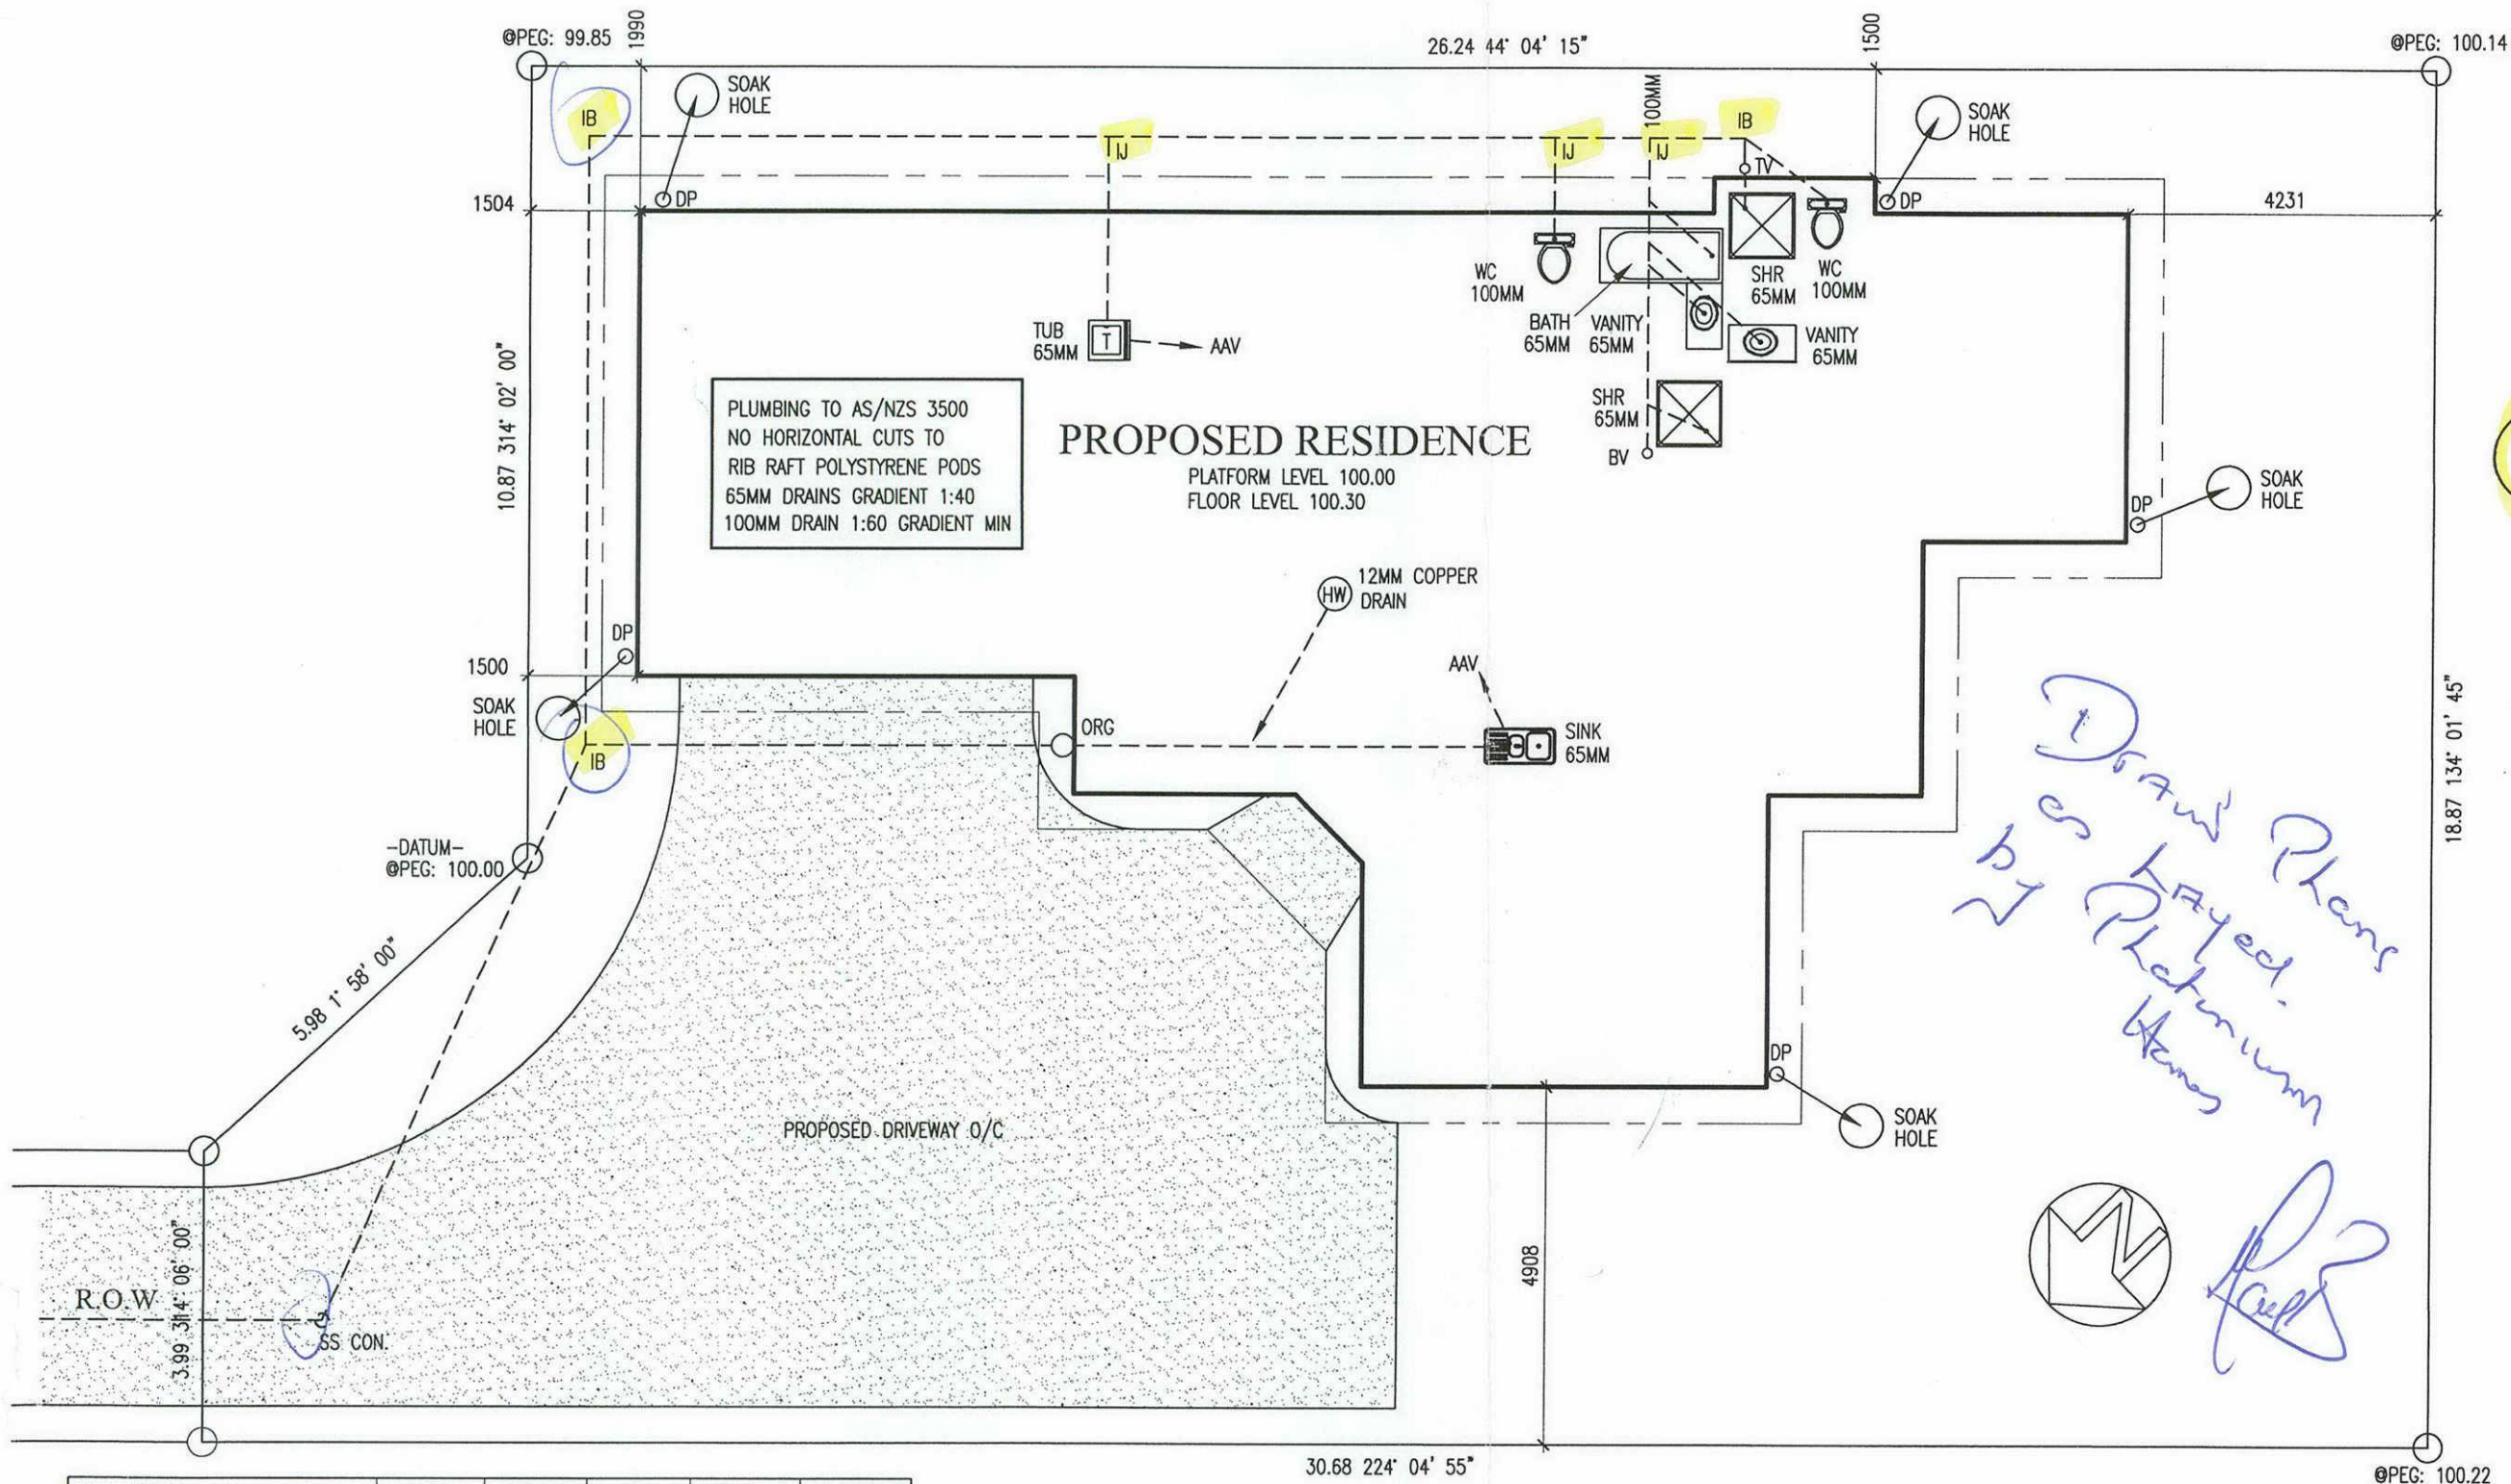 @PEG: 99.85
1990
26.24 44° 04' 15"
1500
@PEG: 100.14
SOAK
HOLE
IB
IJ
IJ
100MM
IJ
IB
TV
SOAK
HOLE
1504
DP
DP
4231
WC
100MM
SHR
65MM
WC
100MM
TUB
65MM
T
AAV
BATH
65MM
VANITY
65MM
VANITY
65MM
10.87 314° 02' 00"
PLUMBING TO AS/NZS 3500
NO HORIZONTAL CUTS TO
RIB RAFT POLYSTYRENE PODS
65MM DRAINS GRADIENT 1:40
100MM DRAIN 1:60 GRADIENT MIN
PROPOSED RESIDENCE
PLATFORM LEVEL 100.00
FLOOR LEVEL 100.30
SHR
65MM
BV
SOAK
HOLE
DP
HW
12MM COPPER
DRAIN
DP
1500
SOAK
HOLE
AAV
ORG
SINK
65MM
IB
18.87 134° 01' 45"
-DATUM-
@PEG: 100.00
Drains Plans
as Layed.
by Platinium
Homes
5.98 1° 58' 00"
DP
SOAK
HOLE
PROPOSED DRIVEWAY O/C
N
4908
R.O.W
3.99 314° 06' 00"
SS CON.
30.68 224° 04' 55"
@PEG: 100.22